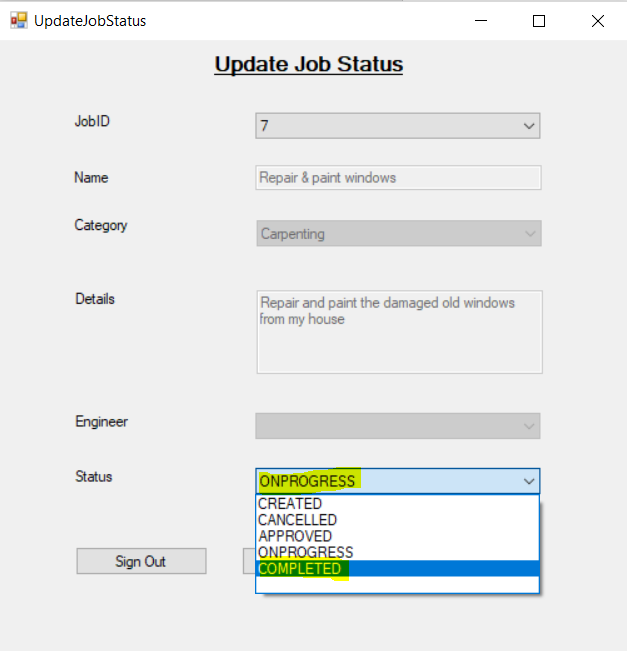 UpdateJobStatus
Update Job Status
JobID
7
Name
Repair & paint windows
Category
Carpenting
Details
Repair and paint the damaged old windows
from my house
Engineer
Status
ONPROGRESS
CREATED
CANCELLED
APPROVED
ONPROGRESS
COMPLETED
Sign Out